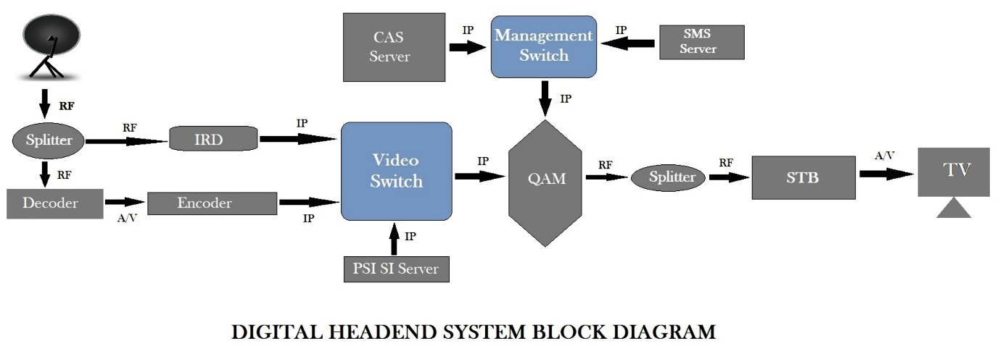 CAS
Server
IP
Management
Switch
IP
SMS
Server
RF
IP
Splitter
RF
IRD
IP
RF
Decoder
A/V
Encoder
IP
Video
Switch
IP
PSI SI Server
IP
QAM
RF
Splitter
RF
STB
A/V
TV
DIGITAL HEADEND SYSTEM BLOCK DIAGRAM